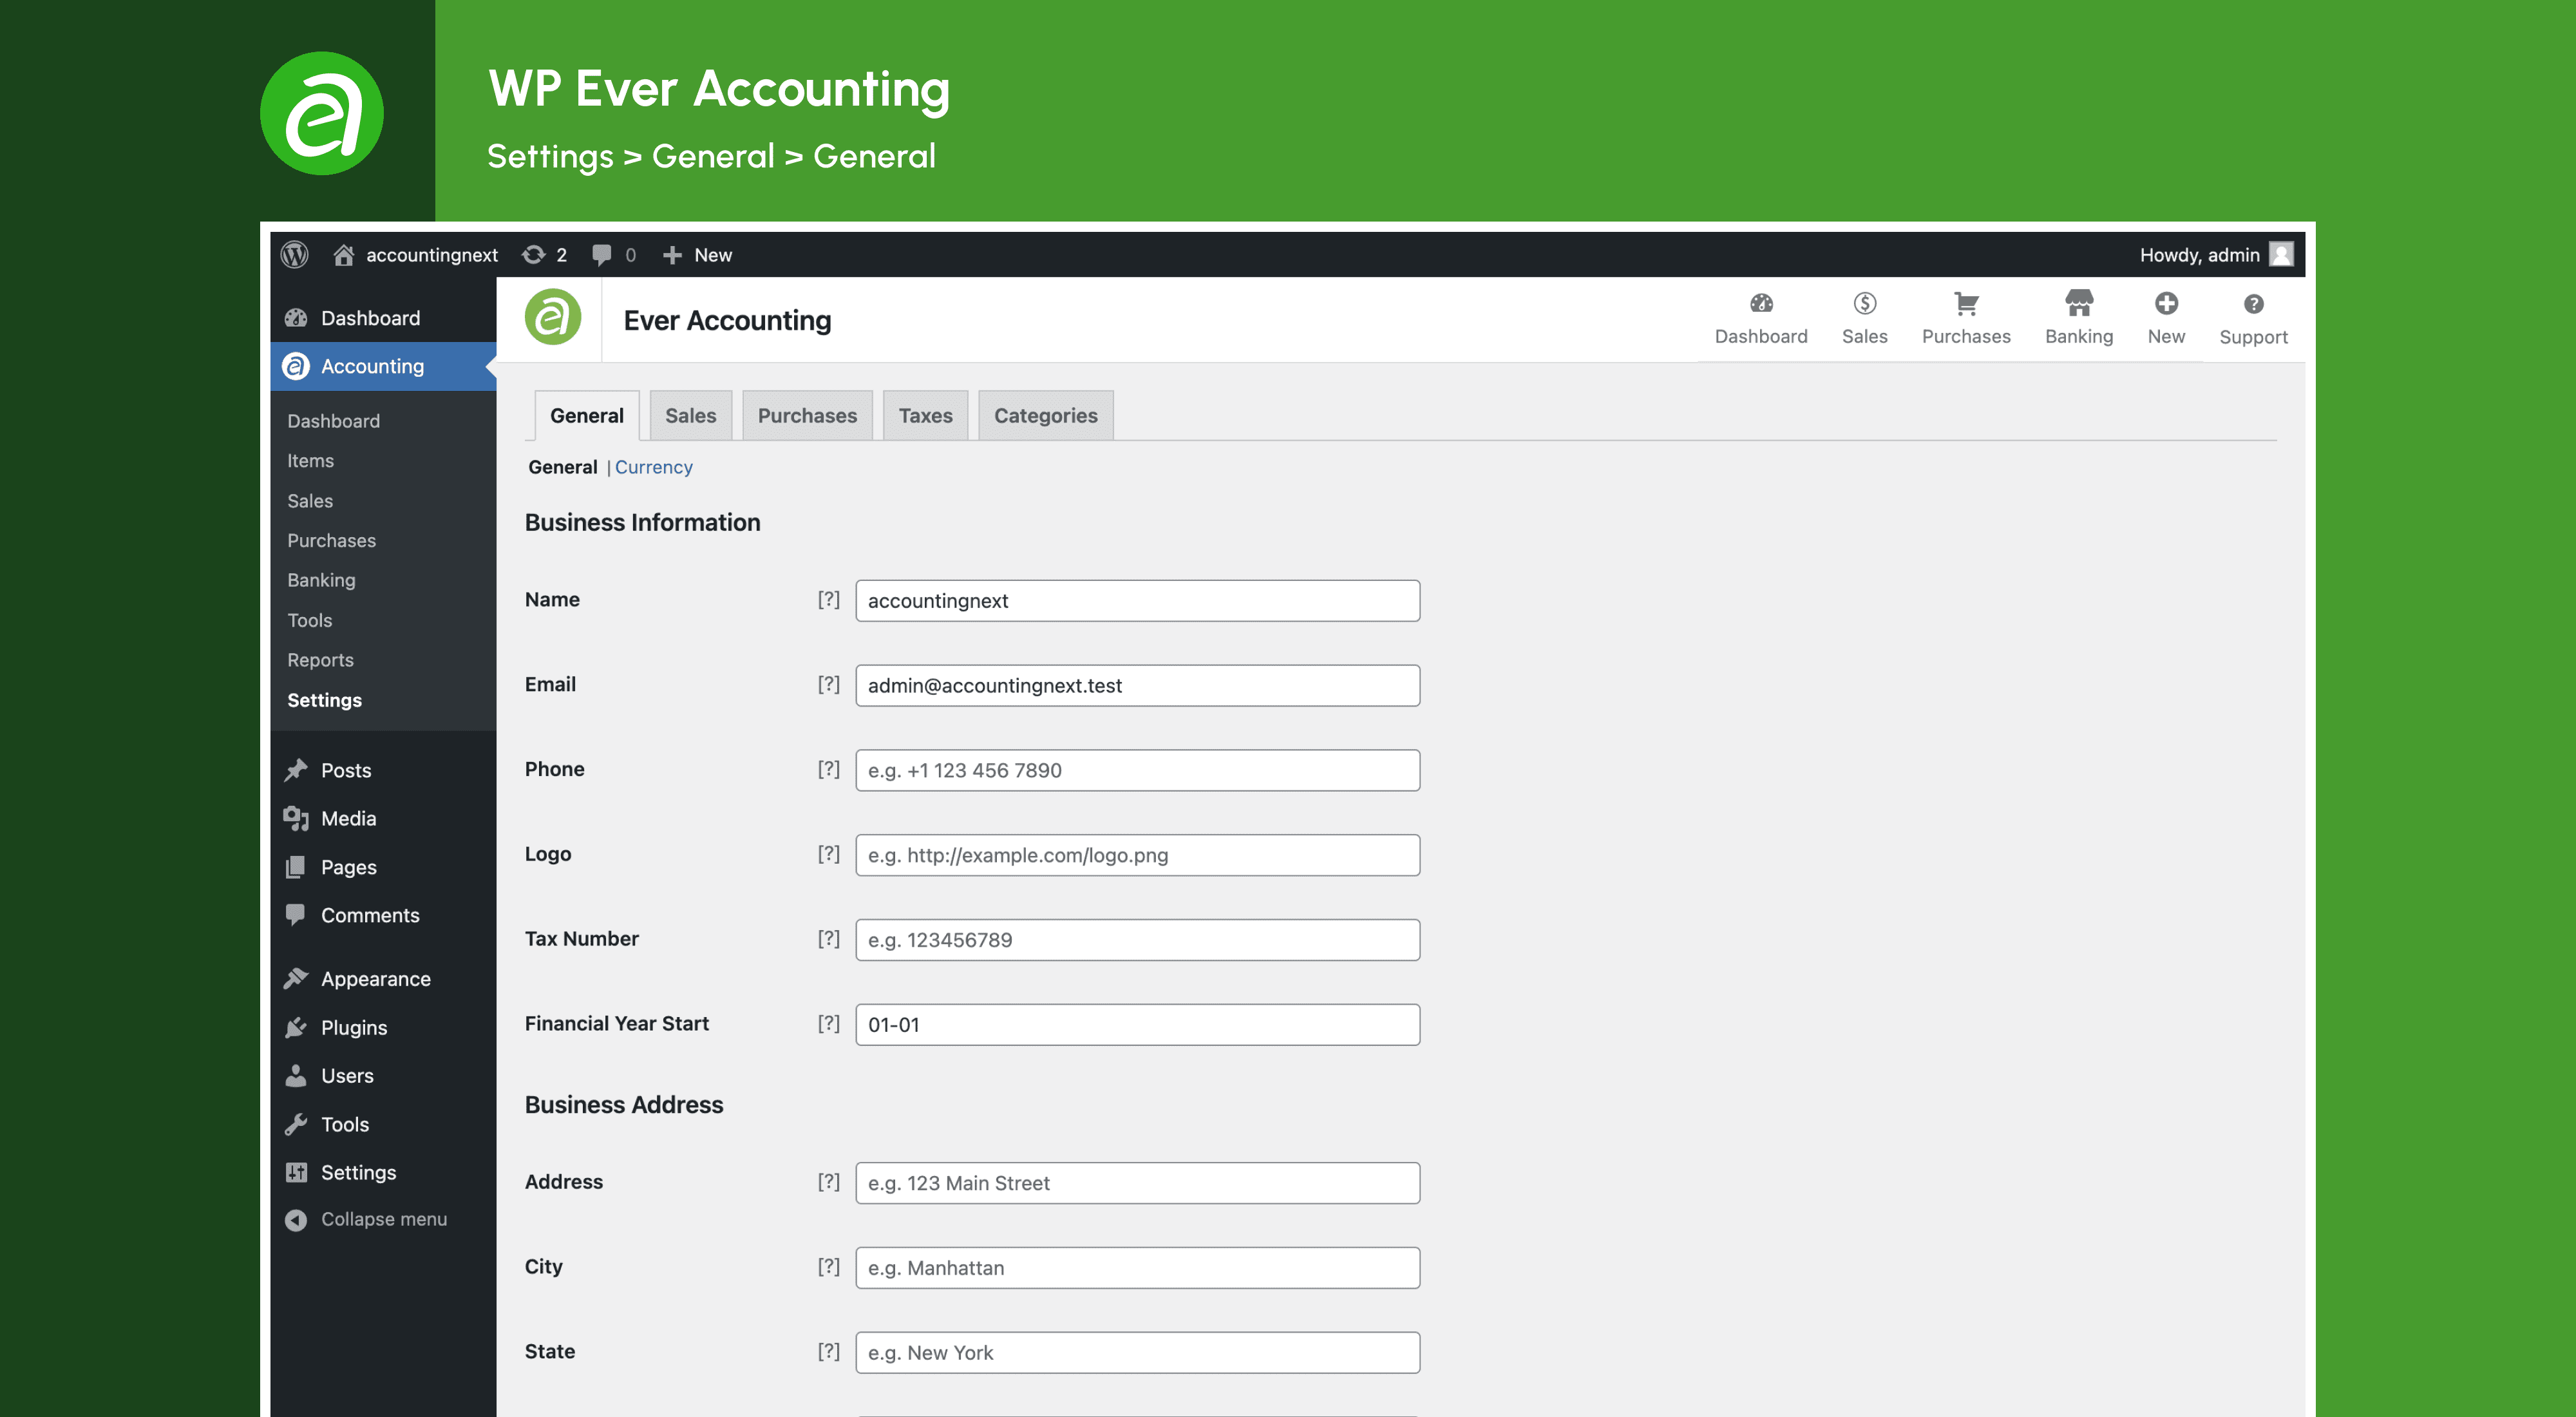 WP Ever Accounting
Settings > General > General
accountingnext 2 0 New
Howdy, admin
Dashboard
Accounting
Dashboard
Items
Sales
Purchases
Banking
Tools
Reports
Settings
Posts
Media
Pages
Comments
Appearance
Plugins
Users
Tools
Settings
Collapse menu
Ever Accounting
Dashboard Sales Purchases Banking New Support
General Sales Purchases Taxes Categories
General | Currency
Business Information
Name [?] accountingnext
Email [?] admin@accountingnext.test
Phone [?] e.g. +1 123 456 7890
Logo [?] e.g. http://example.com/logo.png
Tax Number [?] e.g. 123456789
Financial Year Start [?] 01-01
Business Address
Address [?] e.g. 123 Main Street
City [?] e.g. Manhattan
State [?] e.g. New York